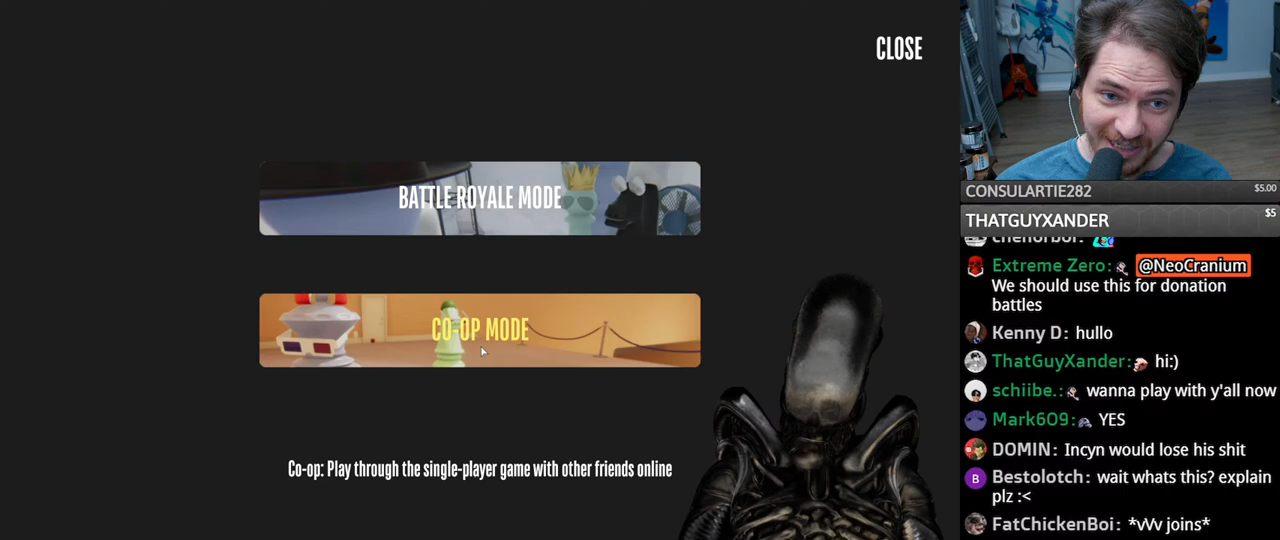 CLOSE
BATTLE ROYALE MODE
CO-OP MODE
Co-op: Play through the single-player game with other friends online
CONSULARTIE282 $5.00
THATGUYXANDER $5
chenorbor:
Extreme Zero: @NeoCranium
We should use this for donation
battles
Kenny D: hullo
ThatGuyXander: hi:)
schiibe.: wanna play with y'all now
Mark609: YES
DOMIN: Incyn would lose his shit
B Bestolotch: wait whats this? explain
plz :<
FatChickenBoi: *vVv joins*